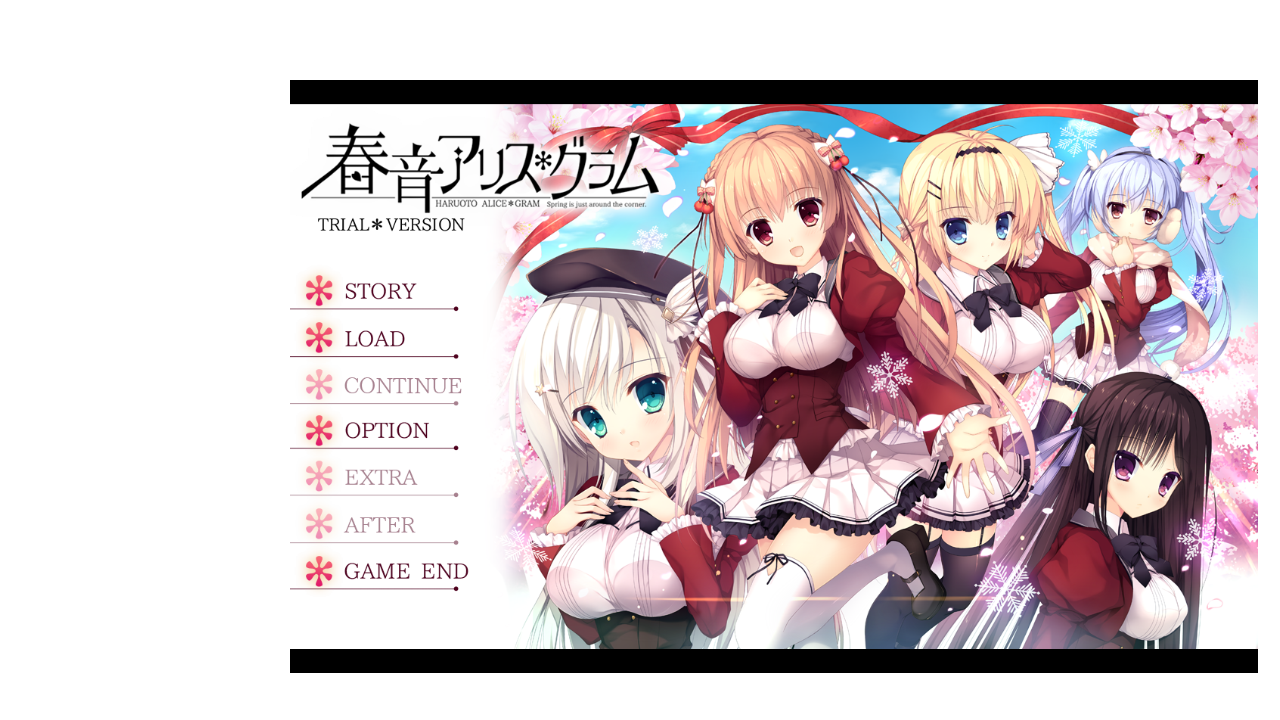 春音アリス*グラム
HARUOTO ALICE*GRAM Spring is just around the corner.
TRIAL*VERSION
STORY
LOAD
CONTINUE
OPTION
EXTRA
AFTER
GAME END